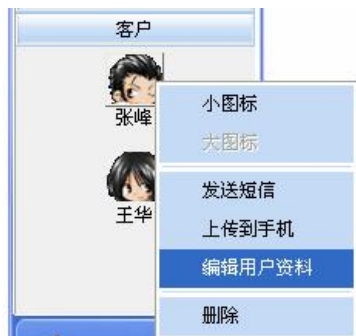 客户
张峰
王华
小图标
大图标
发送短信
上传到手机
编辑用户资料
删除